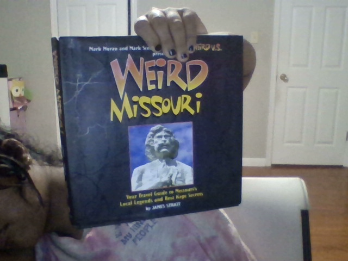 Mark Moran and Mark
WEiRD
MiSSOURi
Your Travel Guide to Missouri's
Local Legends and Best Kept Secrets
by JAMES STRAIT